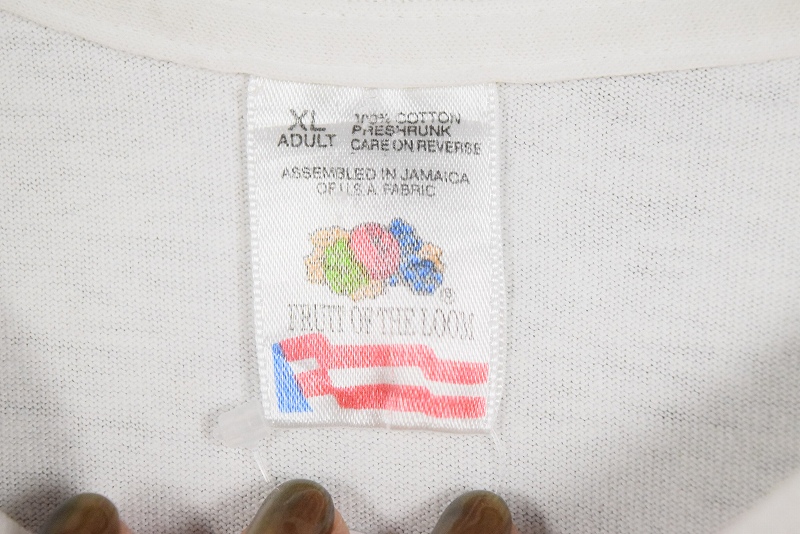 XL
ADULT
100% COTTON
PRESHRUNK
CARE ON REVERSE
ASSEMBLED IN JAMAICA
OF U.S.A. FABRIC
®
FRUIT OF THE LOOM